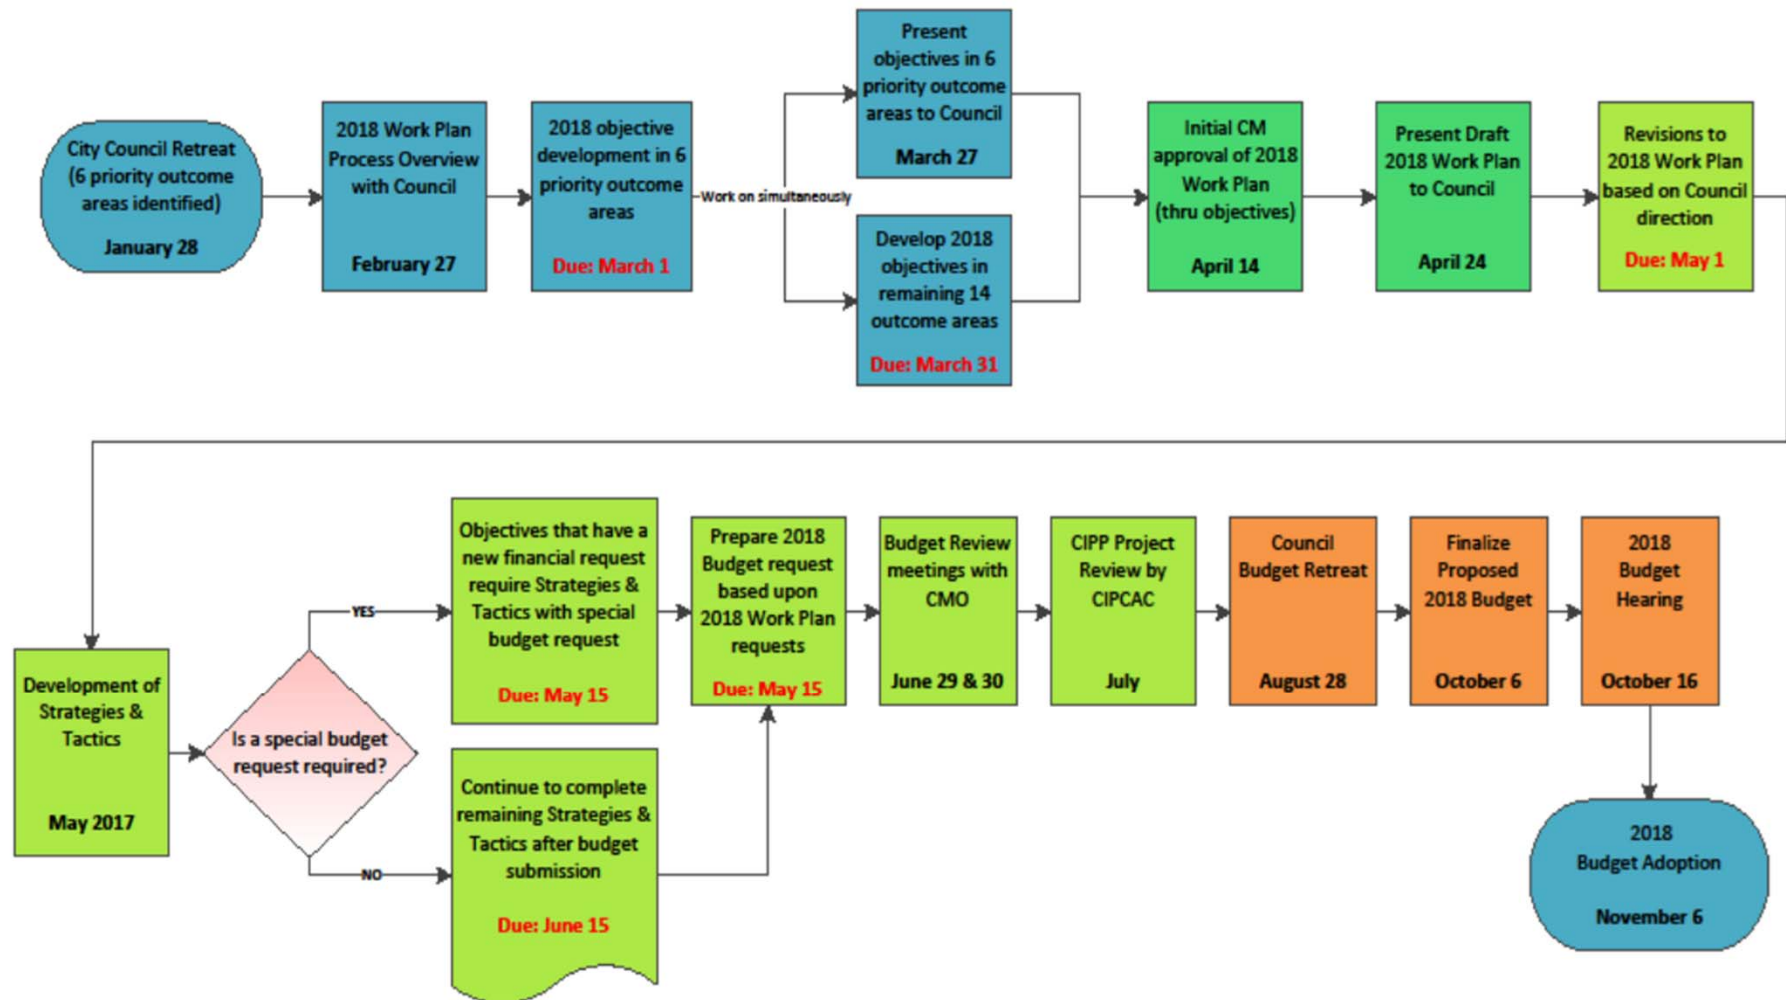 City Council Retreat
(6 priority outcome
areas identified)
January 28
2018 Work Plan
Process Overview
with Council
February 27
2018 objective
development in 6
priority outcome
areas
Due: March 1
Work on simultaneously
Present
objectives in 6
priority outcome
areas to Council
March 27
Develop 2018
objectives in
remaining 14
outcome areas
Due: March 31
Initial CM
approval of 2018
Work Plan
(thru objectives)
April 14
Present Draft
2018 Work Plan
to Council
April 24
Revisions to
2018 Work Plan
based on Council
direction
Due: May 1
Development of
Strategies &
Tactics
May 2017
Is a special budget
request required?
YES
NO
Objectives that have a
new financial request
require Strategies &
Tactics with special
budget request
Due: May 15
Continue to complete
remaining Strategies &
Tactics after budget
submission
Due: June 15
Prepare 2018
Budget request
based upon
2018 Work Plan
requests
Due: May 15
Budget Review
meetings with
CMO
June 29 & 30
CIPP Project
Review by
CIPCAC
July
Council
Budget Retreat
August 28
Finalize
Proposed
2018 Budget
October 6
2018
Budget
Hearing
October 16
2018
Budget Adoption
November 6